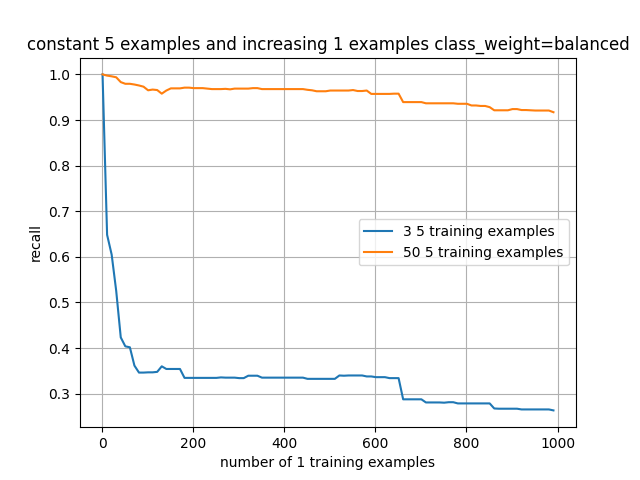 constant 5 examples and increasing 1 examples class_weight=balanced
1.0
0.9
0.8
0.7
0.6
0.5
0.4
0.3
recall
3 5 training examples
50 5 training examples
0 200 400 600 800 1000
number of 1 training examples